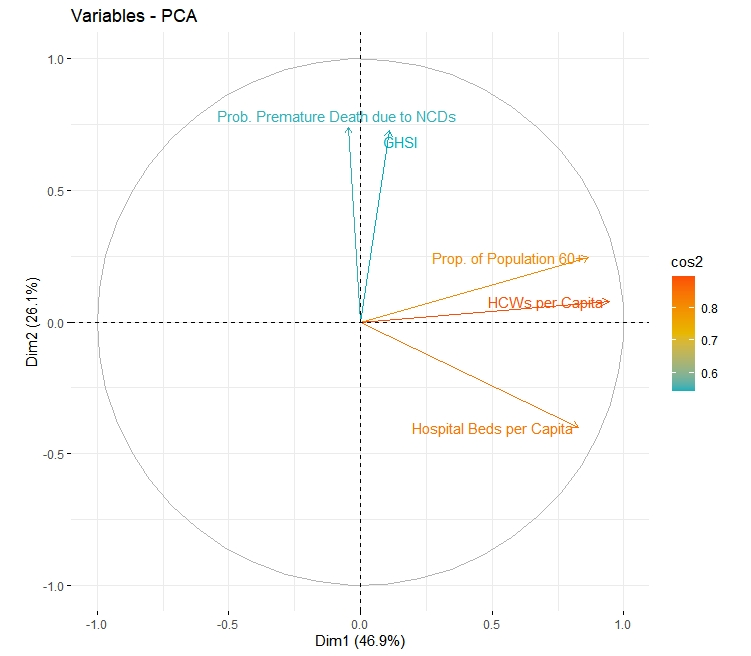 Variables - PCA
1.0
Prob. Premature Death due to NCDs
GHSI
0.5
Prop. of Population 60+
cos2
HCWs per Capita
0.8
0.0
0.7
0.6
Dim2 (26.1%)
Hospital Beds per Capita
-0.5
-1.0
-1.0 -0.5 0.0 0.5 1.0
Dim1 (46.9%)